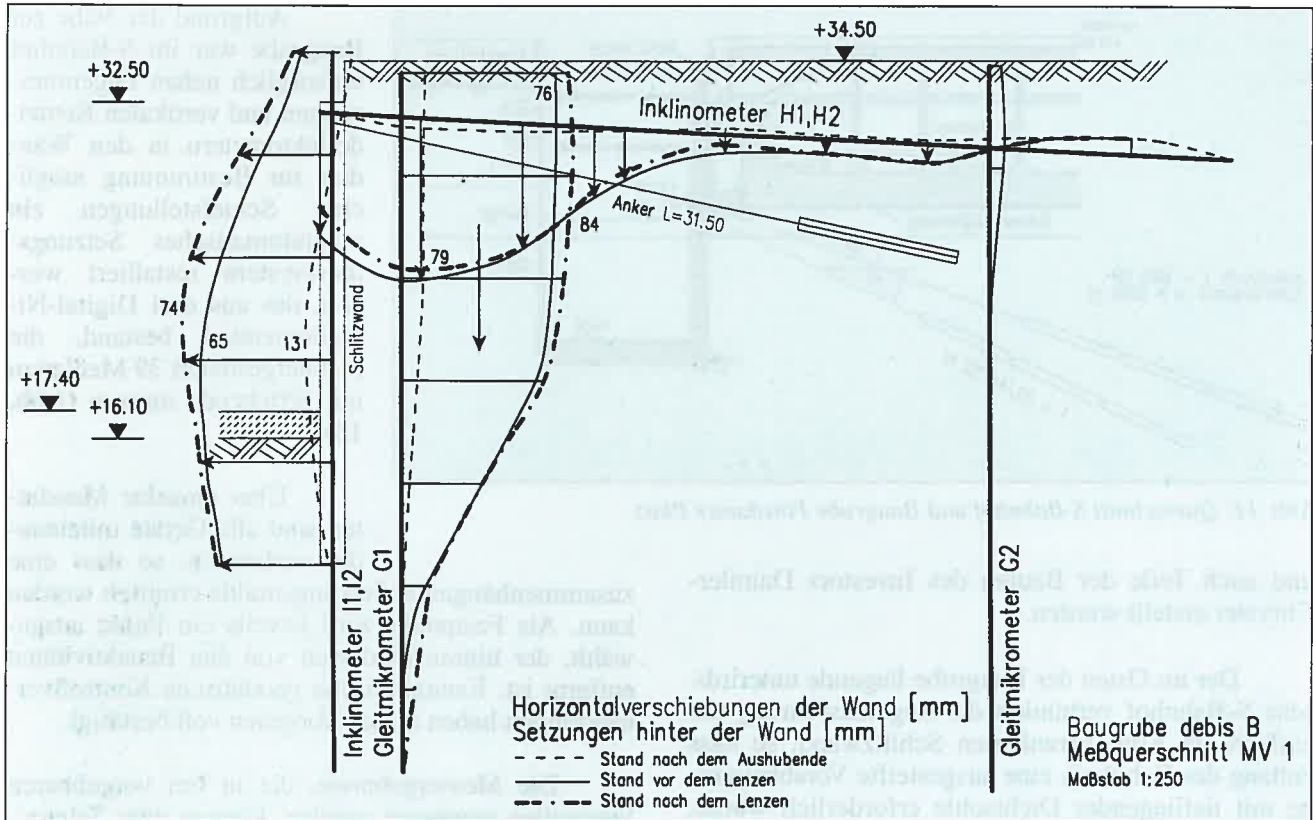 +34.50
+32.50
76
Inklinometer H1,H2
Anker L=31.50
84
79
74
65
13
Schlitzwand
+17.40
+16.10
Inklinometer I1,I2
Gleitmikrometer G1
Gleitmikrometer G2
Horizontalverschiebungen der Wand [mm]
Setzungen hinter der Wand [mm]
Stand nach dem Aushubende
Stand vor dem Lenzen
Stand nach dem Lenzen
Baugrube debis B
Meßquerschnitt MV 1
Maßstab 1:250